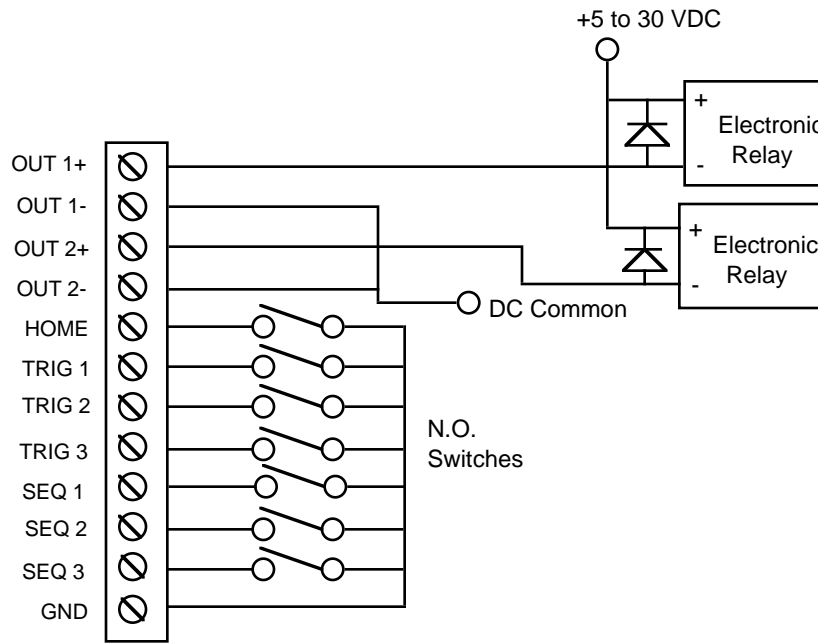 +5 to 30 VDC
+
Electronic
Relay
-
OUT 1+
OUT 1-
OUT 2+
OUT 2-
+
Electronic
Relay
-
DC Common
HOME
TRIG 1
TRIG 2
TRIG 3
SEQ 1
SEQ 2
SEQ 3
GND
N.O.
Switches